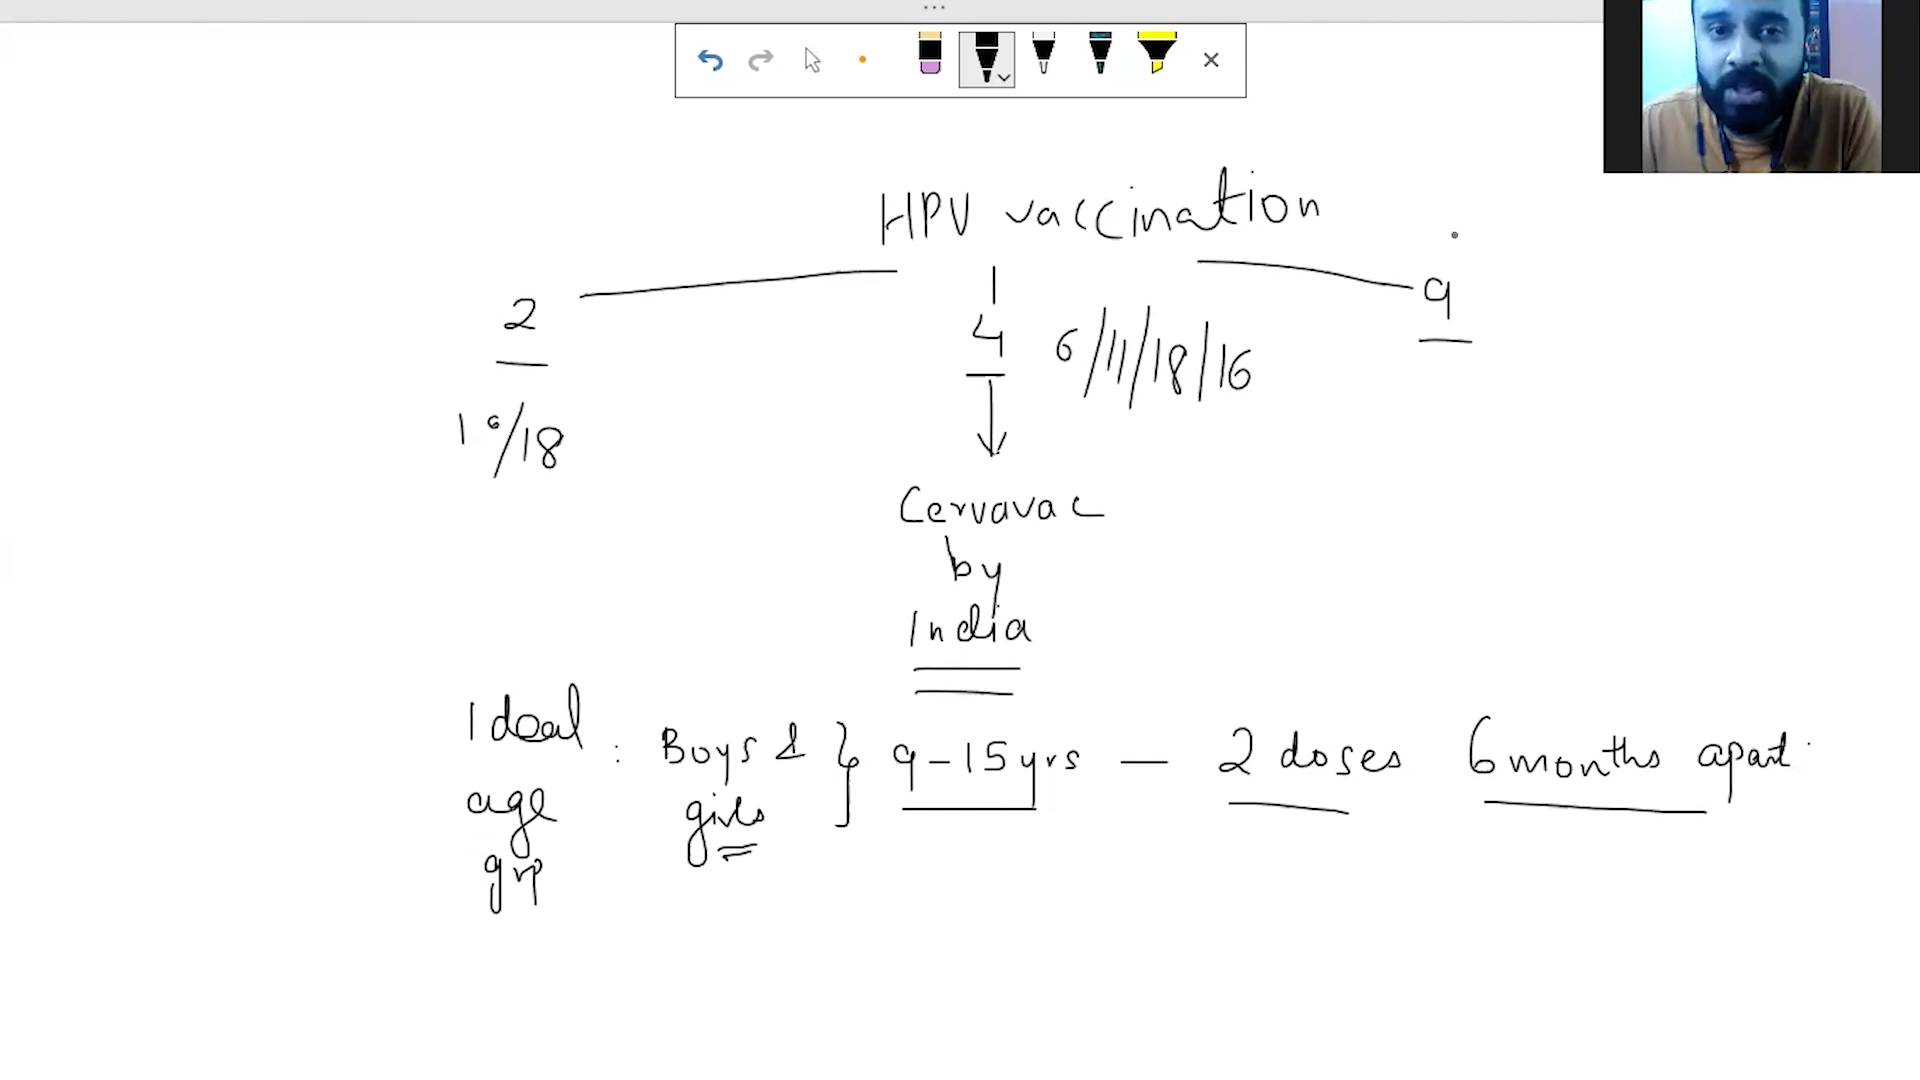 HPV vaccination
2
4 6/11/18/16
9
16/18
Cervavac
by
India
Ideal : Boys & } 9-15 yrs — 2 doses 6 months apart.
age girls
grp